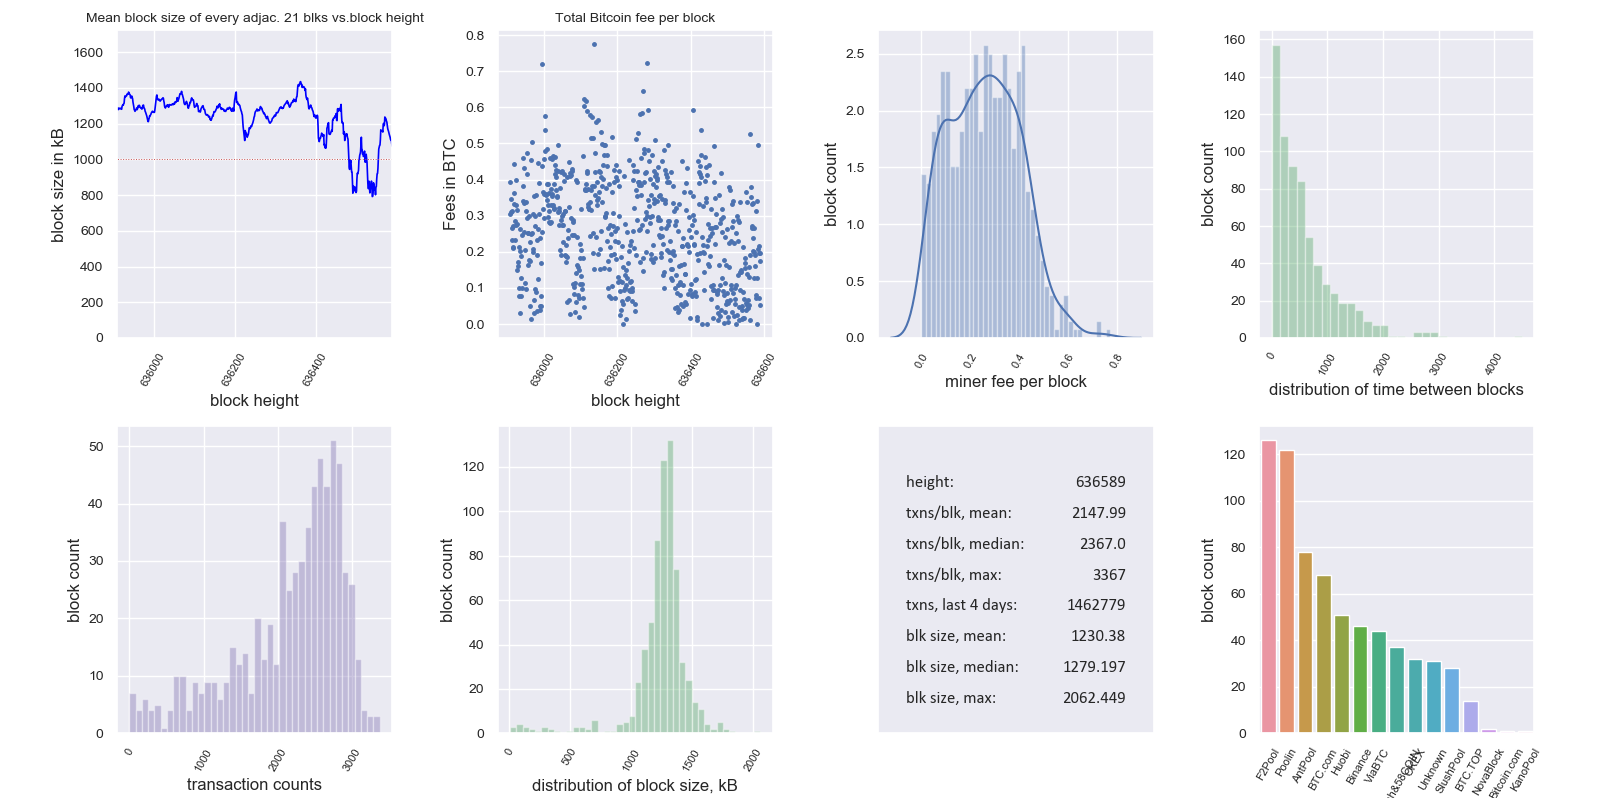 Mean block size of every adjac. 21 blks vs.block height
block size in kB
1600
1400
1200
1000
800
600
400
200
0
636000
636200
636400
block height
Total Bitcoin fee per block
Fees in BTC
0.8
0.7
0.6
0.5
0.4
0.3
0.2
0.1
0.0
636000
636200
636400
636600
block height
block count
2.5
2.0
1.5
1.0
0.5
0.0
0.0
0.2
0.4
0.6
0.8
miner fee per block
block count
160
140
120
100
80
60
40
20
0
0
1000
2000
3000
4000
distribution of time between blocks
block count
50
40
30
20
10
0
0
1000
2000
3000
transaction counts
block count
120
100
80
60
40
20
0
0
500
1000
1500
2000
distribution of block size, kB
height: 636589
txns/blk, mean: 2147.99
txns/blk, median: 2367.0
txns/blk, max: 3367
txns, last 4 days: 1462779
blk size, mean: 1230.38
blk size, median: 1279.197
blk size, max: 2062.449
block count
120
100
80
60
40
20
0
F2Pool
Poolin
AntPool
BTC.com
Huobi
Binance
ViaBTC
Unknown
SlushPool
BTC.TOP
NovaBlock
Bitcoin.com
KanoPool